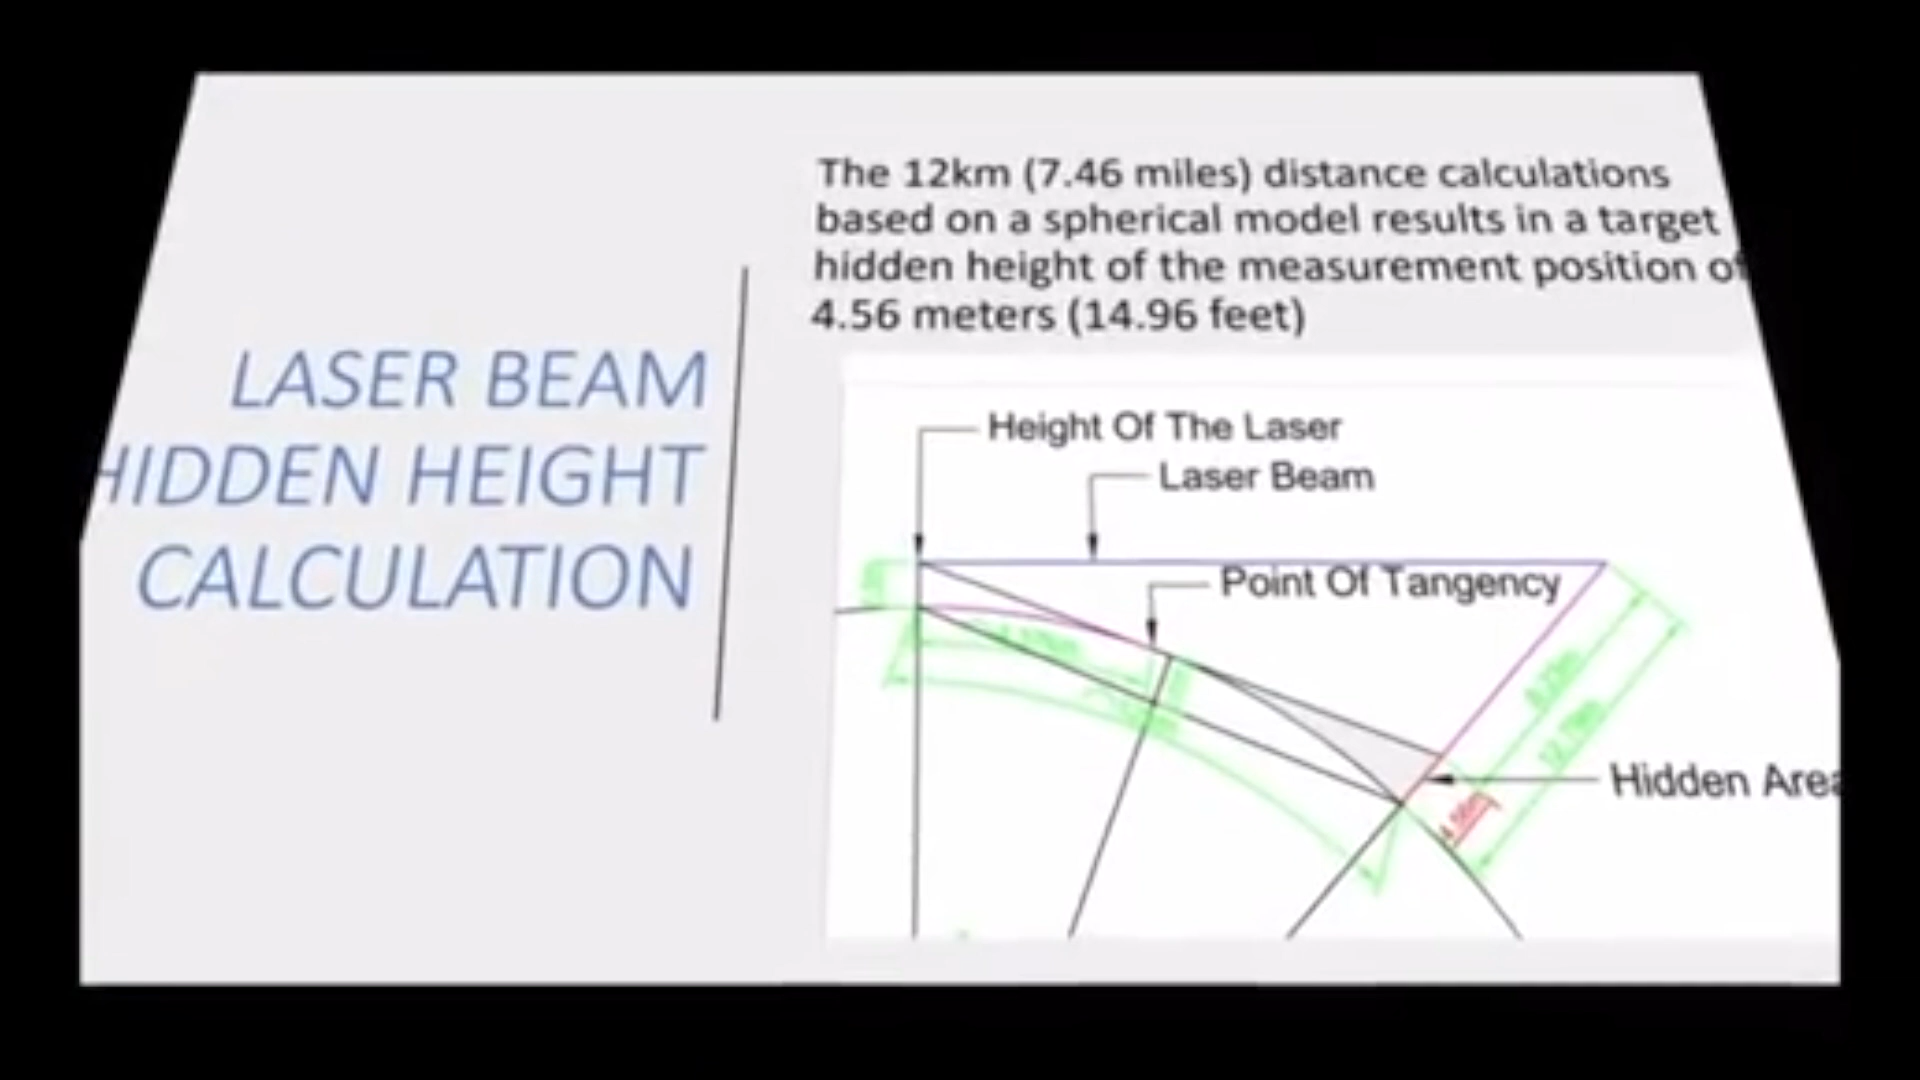 The 12km (7.46 miles) distance calculations
based on a spherical model results in a target
hidden height of the measurement position of
4.56 meters (14.96 feet)
LASER BEAM
HIDDEN HEIGHT
CALCULATION
Height Of The Laser
Laser Beam
Point Of Tangency
Hidden Area
4.56m